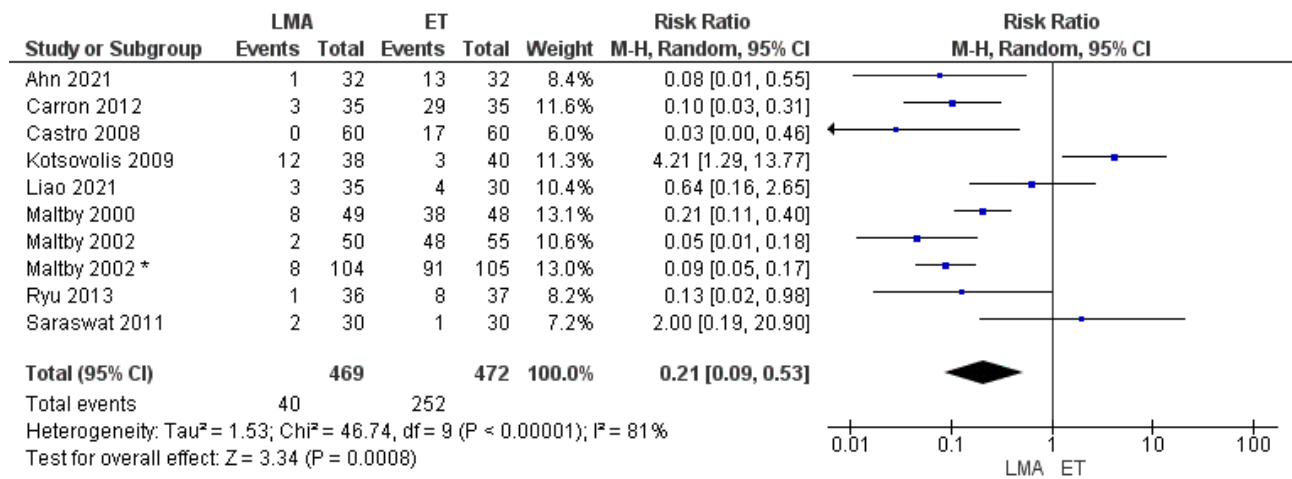 LMA ET Risk Ratio Risk Ratio
Study or Subgroup Events Total Events Total Weight M-H, Random, 95% CI M-H, Random, 95% CI
Ahn 2021 1 32 13 32 8.4% 0.08 [0.01, 0.55]
Carron 2012 3 35 29 35 11.6% 0.10 [0.03, 0.31]
Castro 2008 0 60 17 60 6.0% 0.03 [0.00, 0.46]
Kotsovolis 2009 12 38 3 40 11.3% 4.21 [1.29, 13.77]
Liao 2021 3 35 4 30 10.4% 0.64 [0.16, 2.65]
Maltby 2000 8 49 38 48 13.1% 0.21 [0.11, 0.40]
Maltby 2002 2 50 48 55 10.6% 0.05 [0.01, 0.18]
Maltby 2002 * 8 104 91 105 13.0% 0.09 [0.05, 0.17]
Ryu 2013 1 36 8 37 8.2% 0.13 [0.02, 0.98]
Saraswat 2011 2 30 1 30 7.2% 2.00 [0.19, 20.90]
Total (95% CI) 469 472 100.0% 0.21 [0.09, 0.53]
Total events 40 252
Heterogeneity: Tau² = 1.53; Chi² = 46.74, df = 9 (P < 0.00001); I² = 81%
Test for overall effect: Z = 3.34 (P = 0.0008)
0.01 0.1 1 10 100
LMA ET